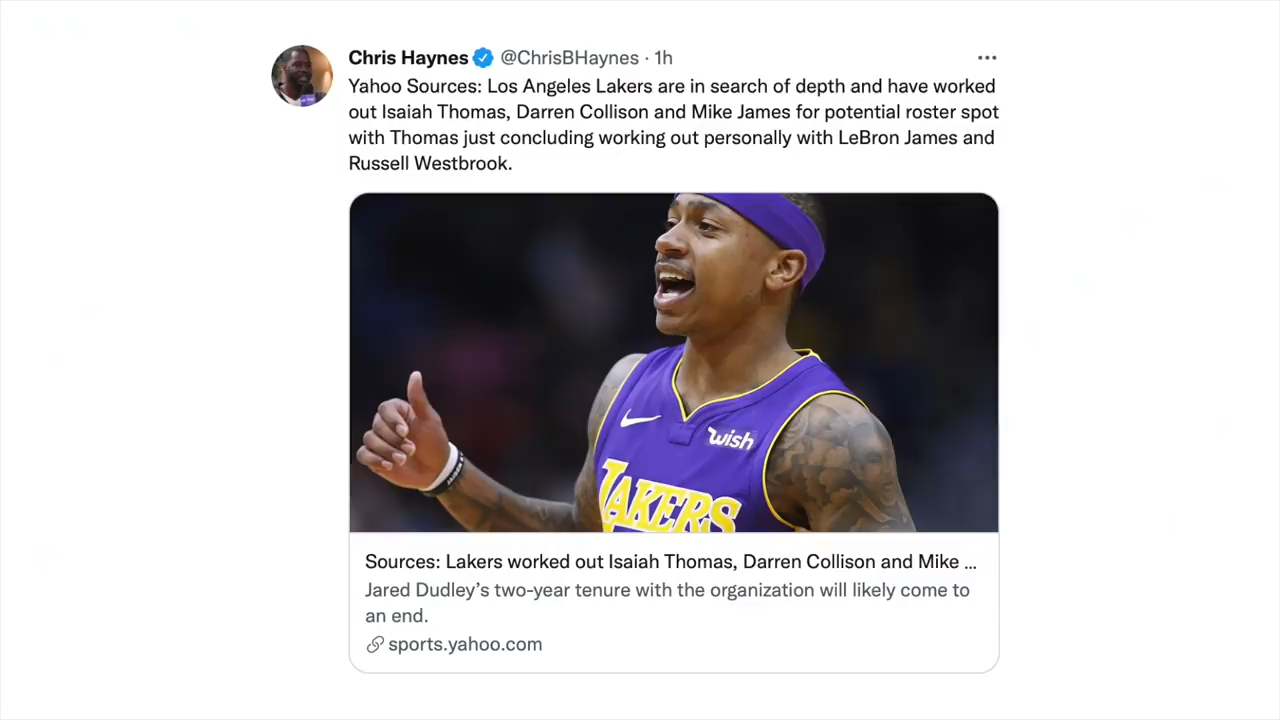 Chris Haynes @ChrisBHaynes · 1h
Yahoo Sources: Los Angeles Lakers are in search of depth and have worked
out Isaiah Thomas, Darren Collison and Mike James for potential roster spot
with Thomas just concluding working out personally with LeBron James and
Russell Westbrook.
wish
LAKERS
Sources: Lakers worked out Isaiah Thomas, Darren Collison and Mike ...
Jared Dudley’s two-year tenure with the organization will likely come to
an end.
sports.yahoo.com